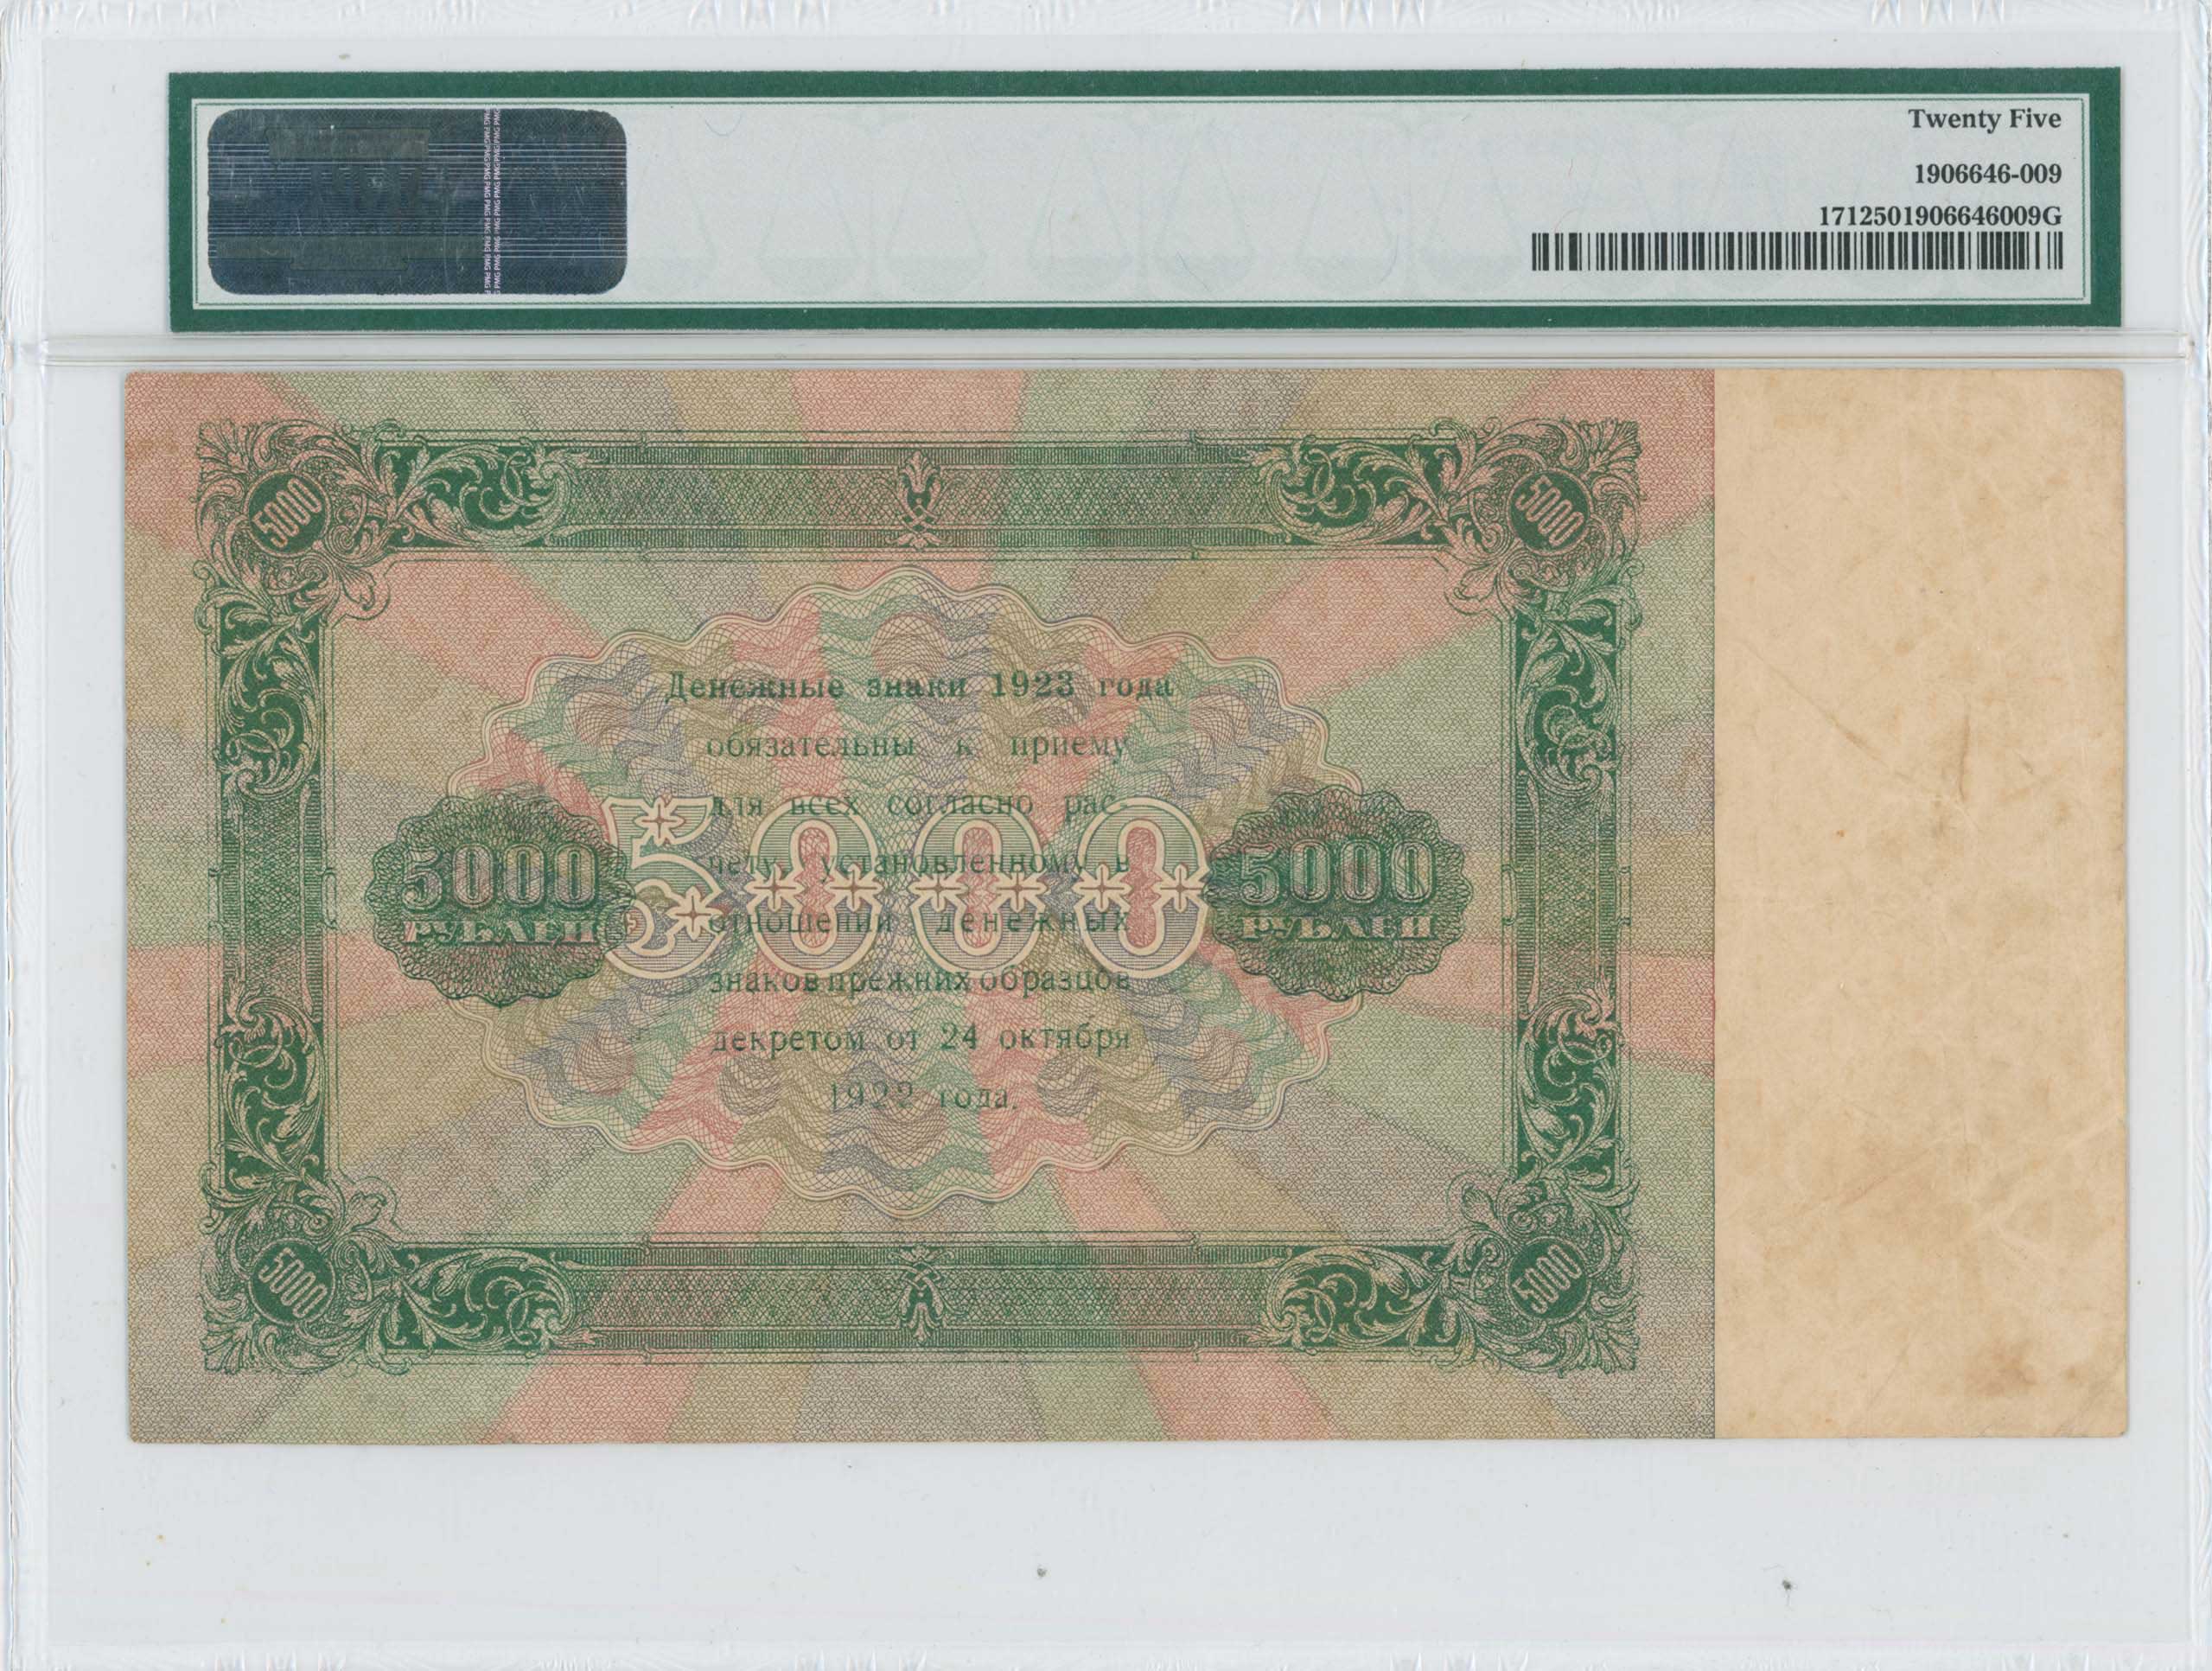 Twenty Five
1906646-009
1712501906646009G
5000
5000
Денежные знаки 1923 года
обязательны к приему
для всех согласно рас-
чету, установленному в
отношении денежных
знаков прежних образцов
декретом от 24 октября
1922 года.
5000
РУБЛЕЙ
5000
5000
РУБЛЕЙ
5000
5000